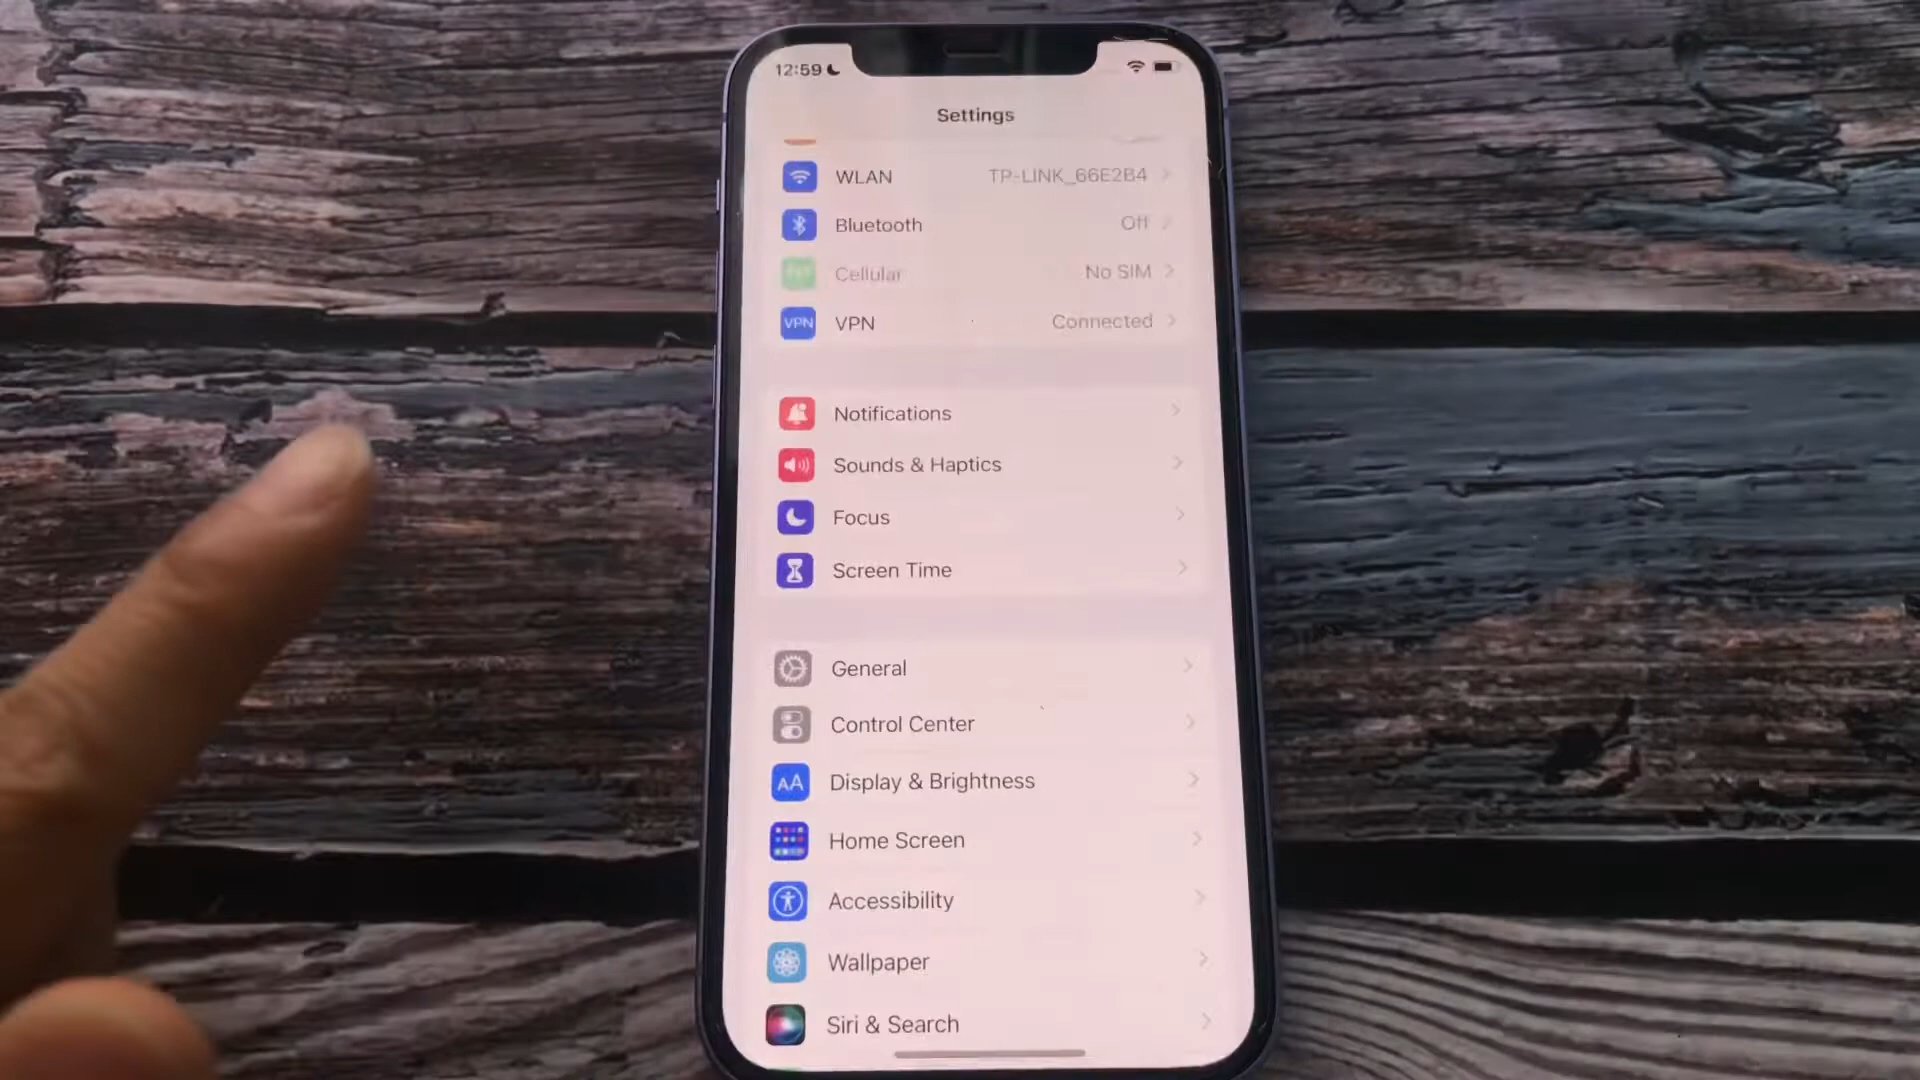 12:59
Settings
WLAN TP-LINK_66E2B4
Bluetooth Off
Cellular No SIM
VPN VPN Connected
Notifications
Sounds & Haptics
Focus
Screen Time
General
Control Center
AA Display & Brightness
Home Screen
Accessibility
Wallpaper
Siri & Search